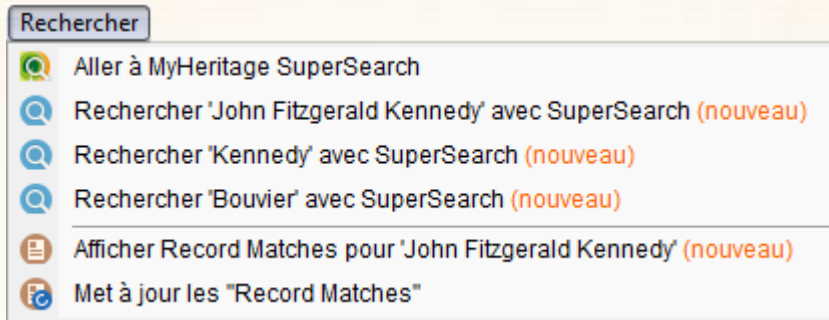 Rechercher
Aller à MyHeritage SuperSearch
Rechercher 'John Fitzgerald Kennedy' avec SuperSearch (nouveau)
Rechercher 'Kennedy' avec SuperSearch (nouveau)
Rechercher 'Bouvier' avec SuperSearch (nouveau)
Afficher Record Matches pour 'John Fitzgerald Kennedy' (nouveau)
Met à jour les "Record Matches"